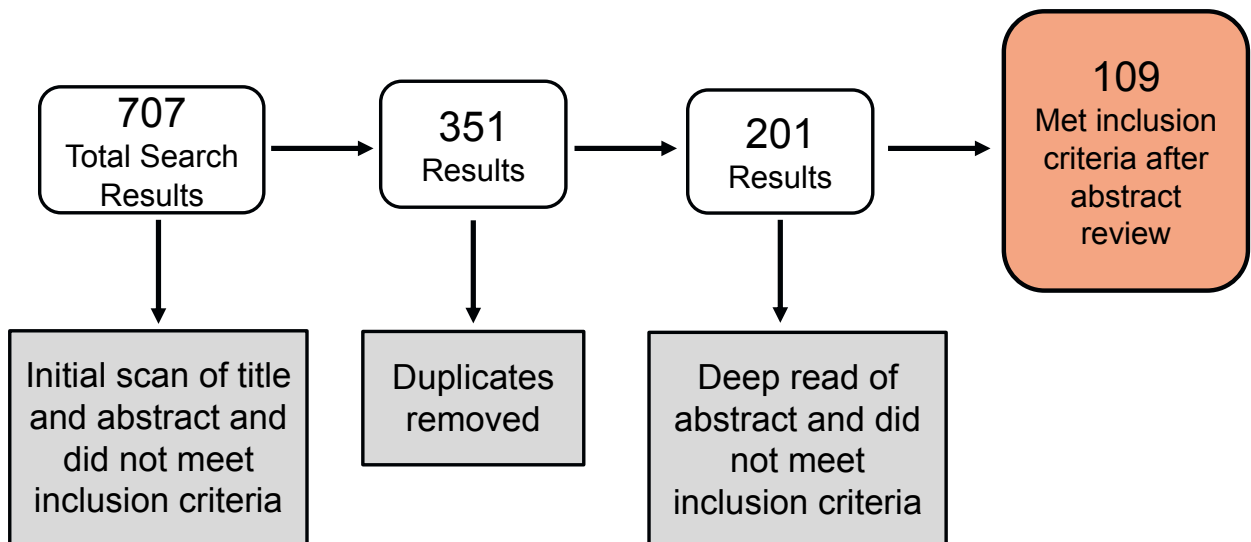 707
Total Search
Results
351
Results
201
Results
109
Met inclusion
criteria after
abstract
review
Initial scan of title
and abstract and
did not meet
inclusion criteria
Duplicates
removed
Deep read of
abstract and did
not meet
inclusion criteria